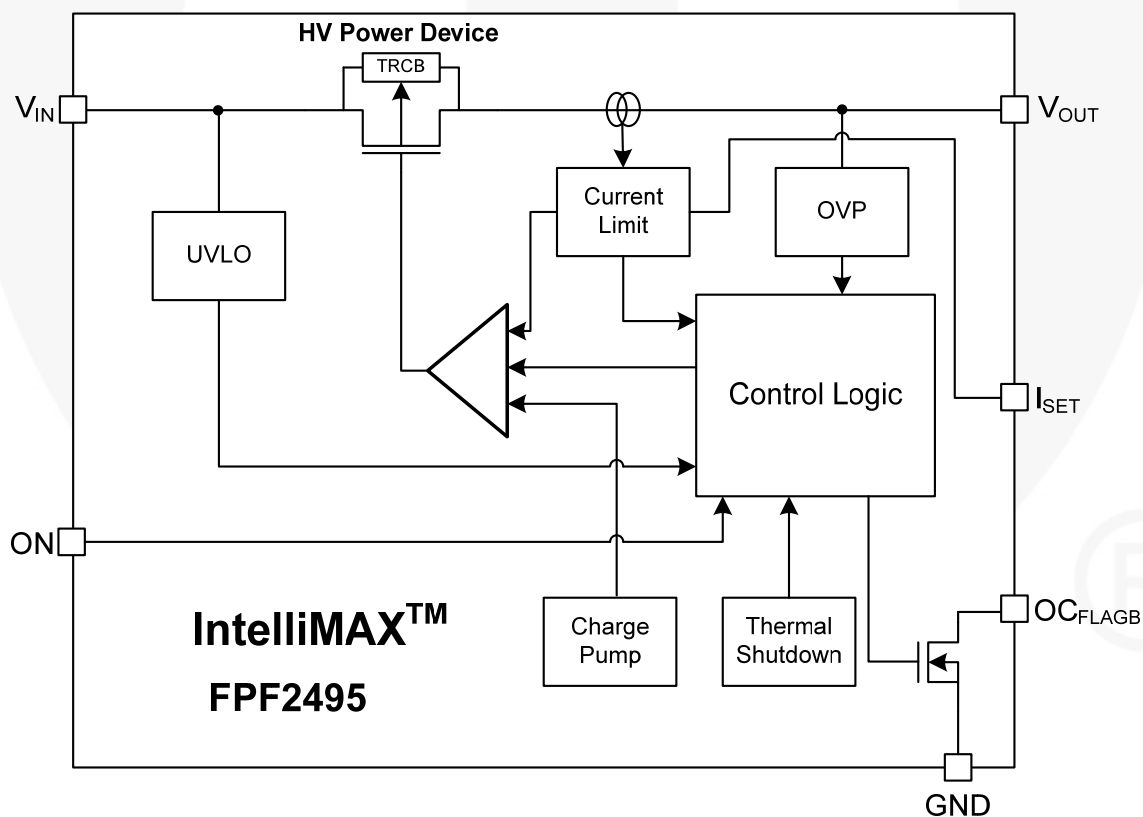 HV Power Device
TRCB
VIN
VOUT
Current
Limit
OVP
UVLO
Control Logic
ISET
ON
OCFLAGB
IntelliMAX™
FPF2495
Charge
Pump
Thermal
Shutdown
GND
®